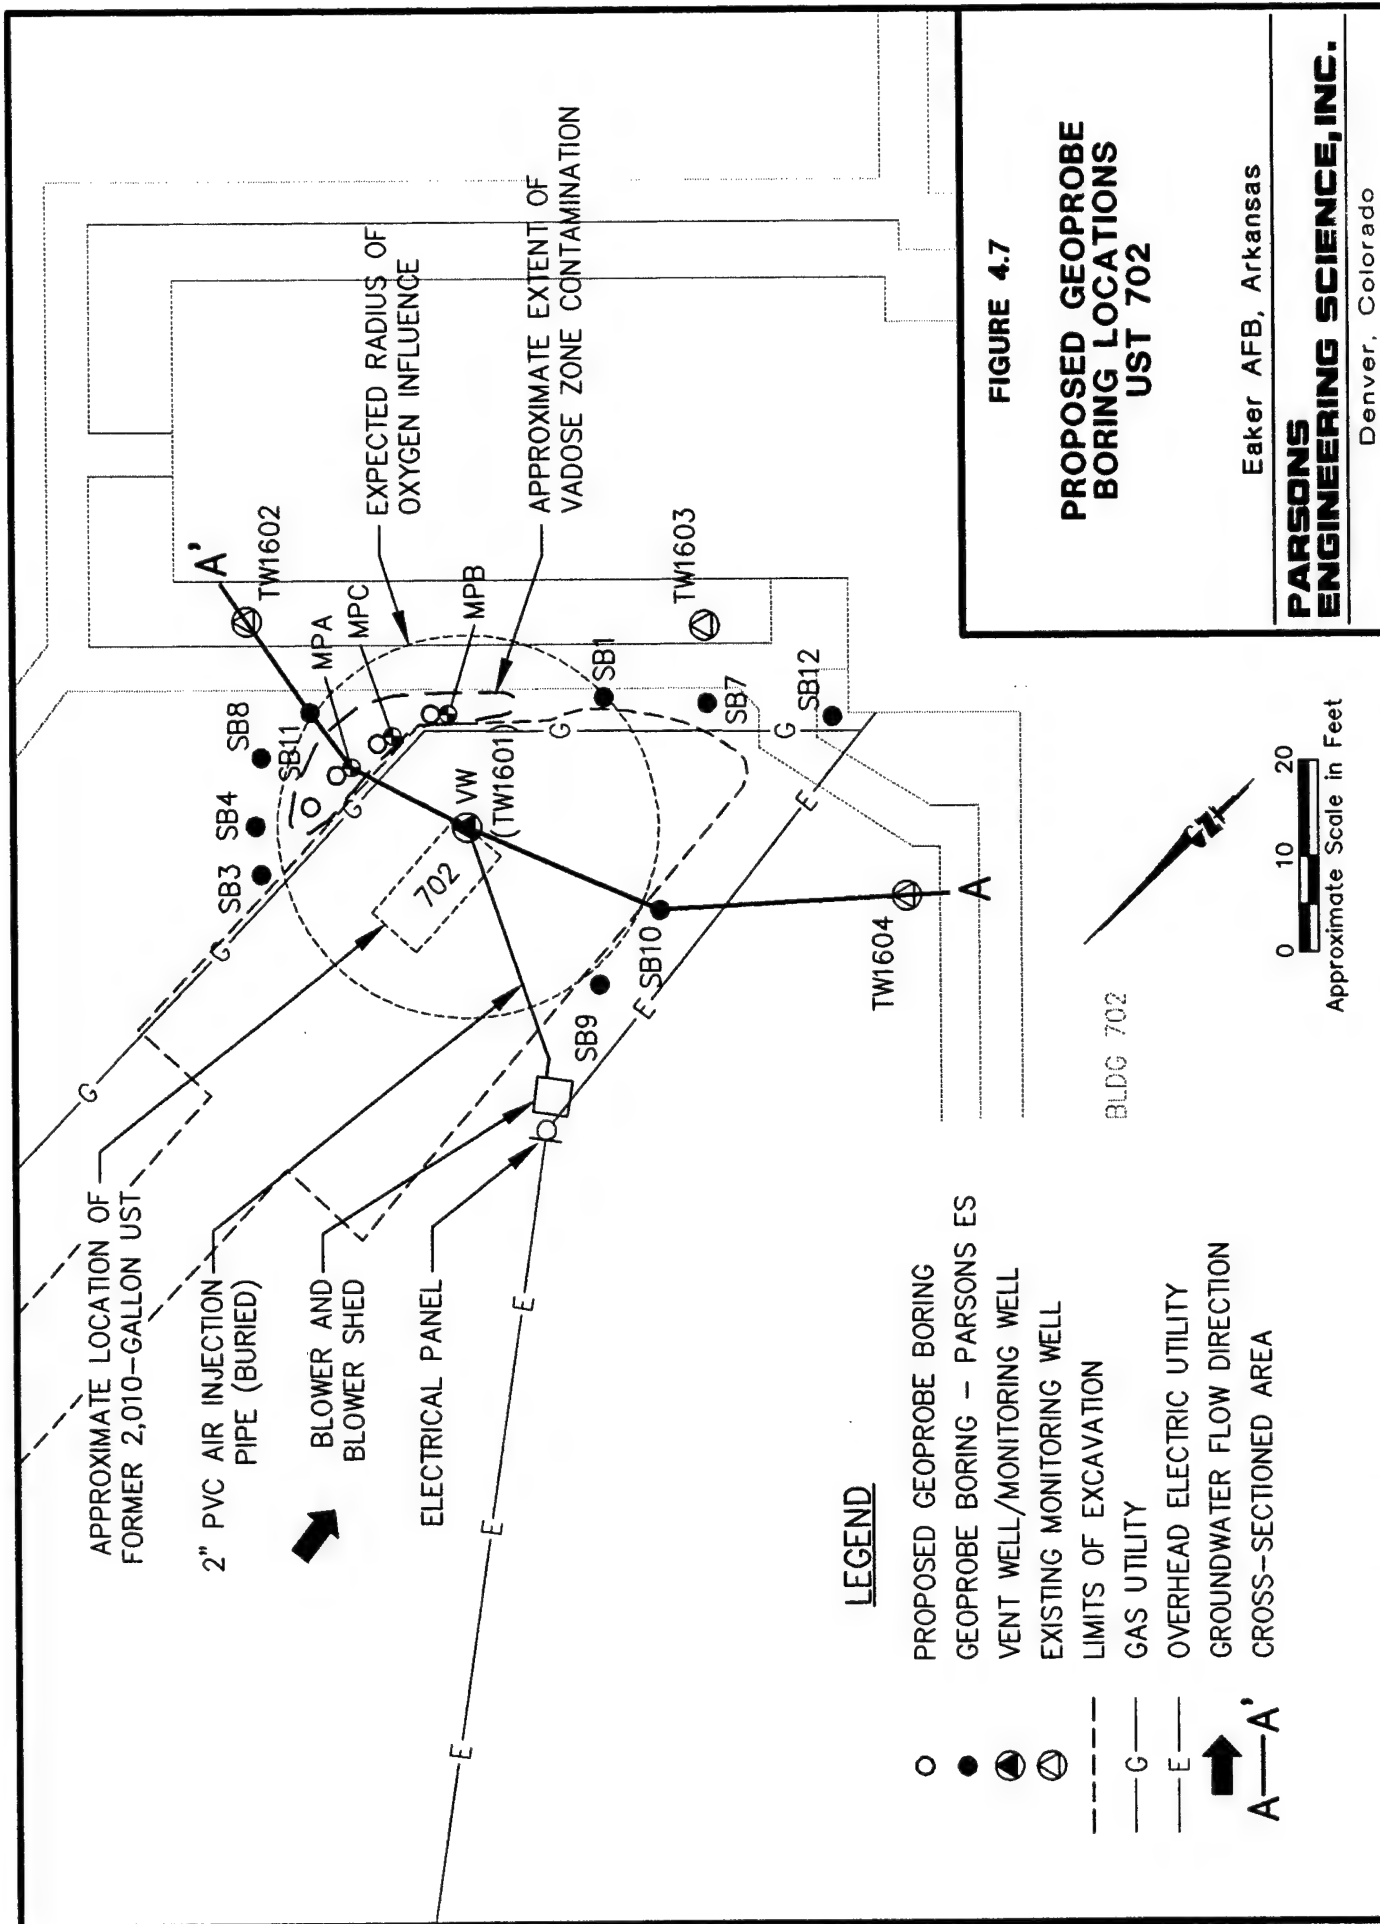 APPROXIMATE LOCATION OF
FORMER 2,010-GALLON UST
2" PVC AIR INJECTION
PIPE (BURIED)
BLOWER AND
BLOWER SHED
ELECTRICAL PANEL
G
G
G
G
E
E
E
E
E
SB3
SB4
SB8
SB11
A'
TW1602
MPA
MPC
MPB
EXPECTED RADIUS OF
OXYGEN INFLUENCE
APPROXIMATE EXTENT OF
VADOSE ZONE CONTAMINATION
702
VW
(TW1601)
SB1
TW1603
SB7
SB12
SB9
SB10
TW1604
A
BLDG 702
N
0 10 20
Approximate Scale in Feet
LEGEND
PROPOSED GEOPROBE BORING
GEOPROBE BORING - PARSONS ES
VENT WELL/MONITORING WELL
EXISTING MONITORING WELL
LIMITS OF EXCAVATION
G GAS UTILITY
E OVERHEAD ELECTRIC UTILITY
GROUNDWATER FLOW DIRECTION
A A' CROSS-SECTIONED AREA
FIGURE 4.7
PROPOSED GEOPROBE
BORING LOCATIONS
UST 702
Eaker AFB, Arkansas
PARSONS
ENGINEERING SCIENCE, INC.
Denver, Colorado